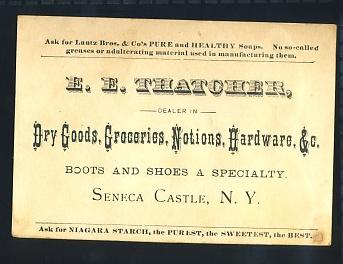 Ask for Lautz Bros. & Co's PURE and HEALTHY Soaps. No so-called
greases or adulterating material used in manufacturing them.
E. E. THATCHER,
DEALER IN
Dry Goods, Groceries, Notions, Hardware, &c.
BOOTS AND SHOES A SPECIALTY.
SENECA CASTLE, N. Y.
Ask for NIAGARA STARCH, the PUREST, the SWEETEST, the BEST.